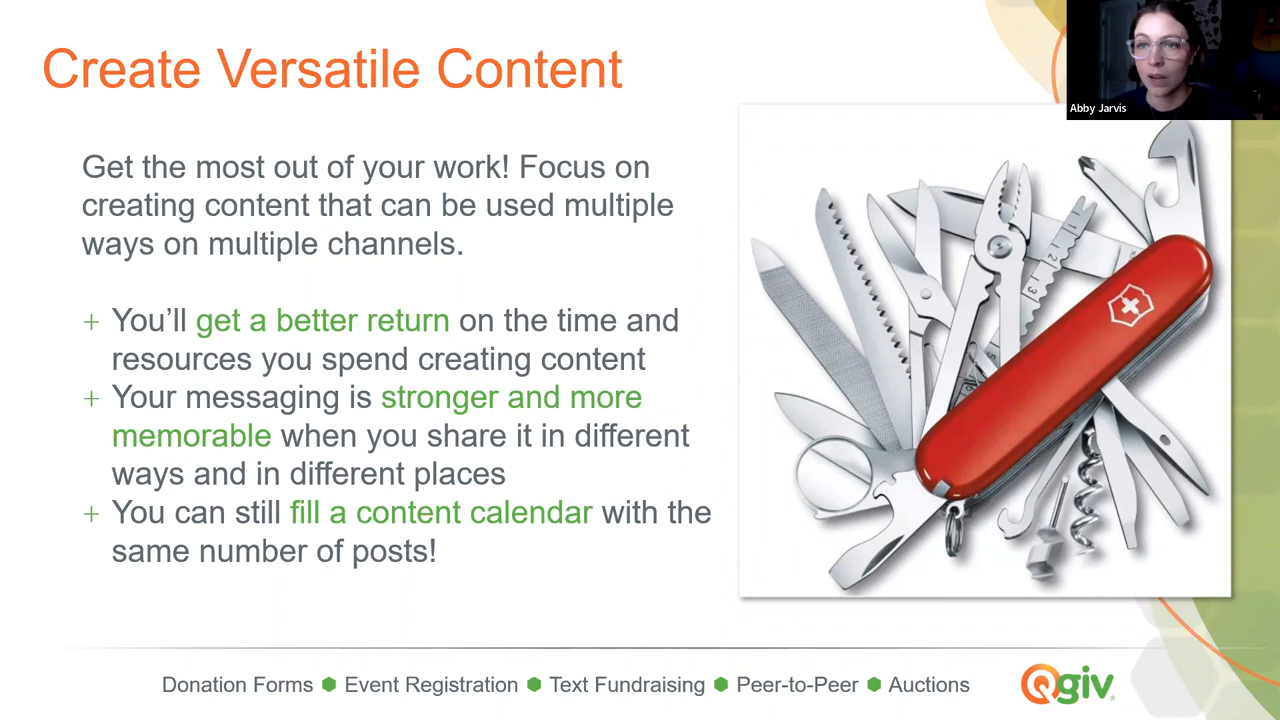 Create Versatile Content
Abby Jarvis
Get the most out of your work! Focus on
creating content that can be used multiple
ways on multiple channels.
+ You’ll get a better return on the time and
resources you spend creating content
+ Your messaging is stronger and more
memorable when you share it in different
ways and in different places
+ You can still fill a content calendar with the
same number of posts!
1
2
3
Donation Forms ⬢ Event Registration ⬢ Text Fundraising ⬢ Peer-to-Peer ⬢ Auctions
Qgiv